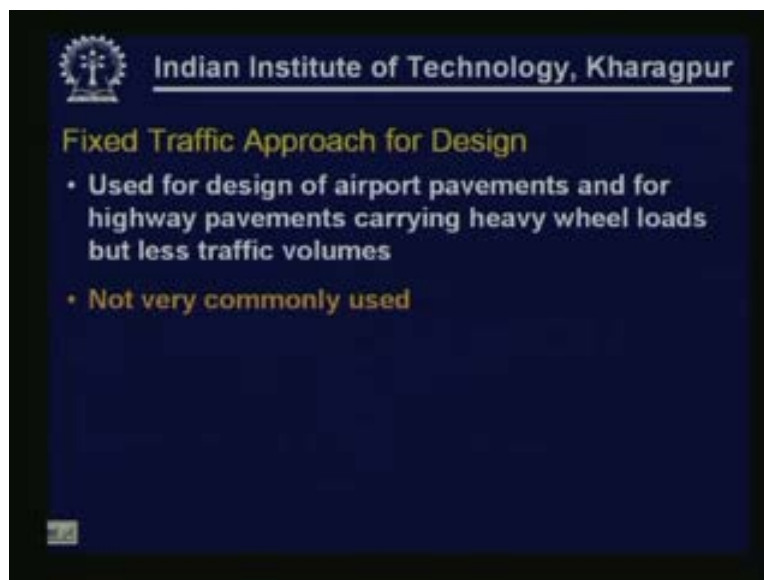 Indian Institute of Technology, Kharagpur
Fixed Traffic Approach for Design
• Used for design of airport pavements and for
highway pavements carrying heavy wheel loads
but less traffic volumes
• Not very commonly used